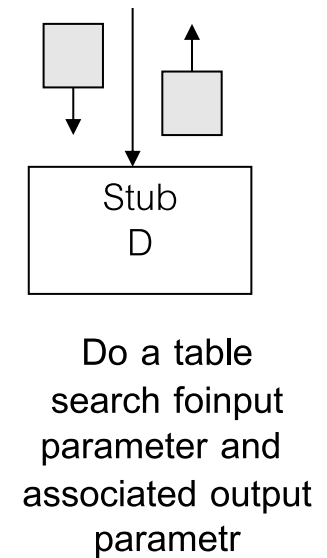 Stub
D
Do a table
search foinput
parameter and
associated output
parametr